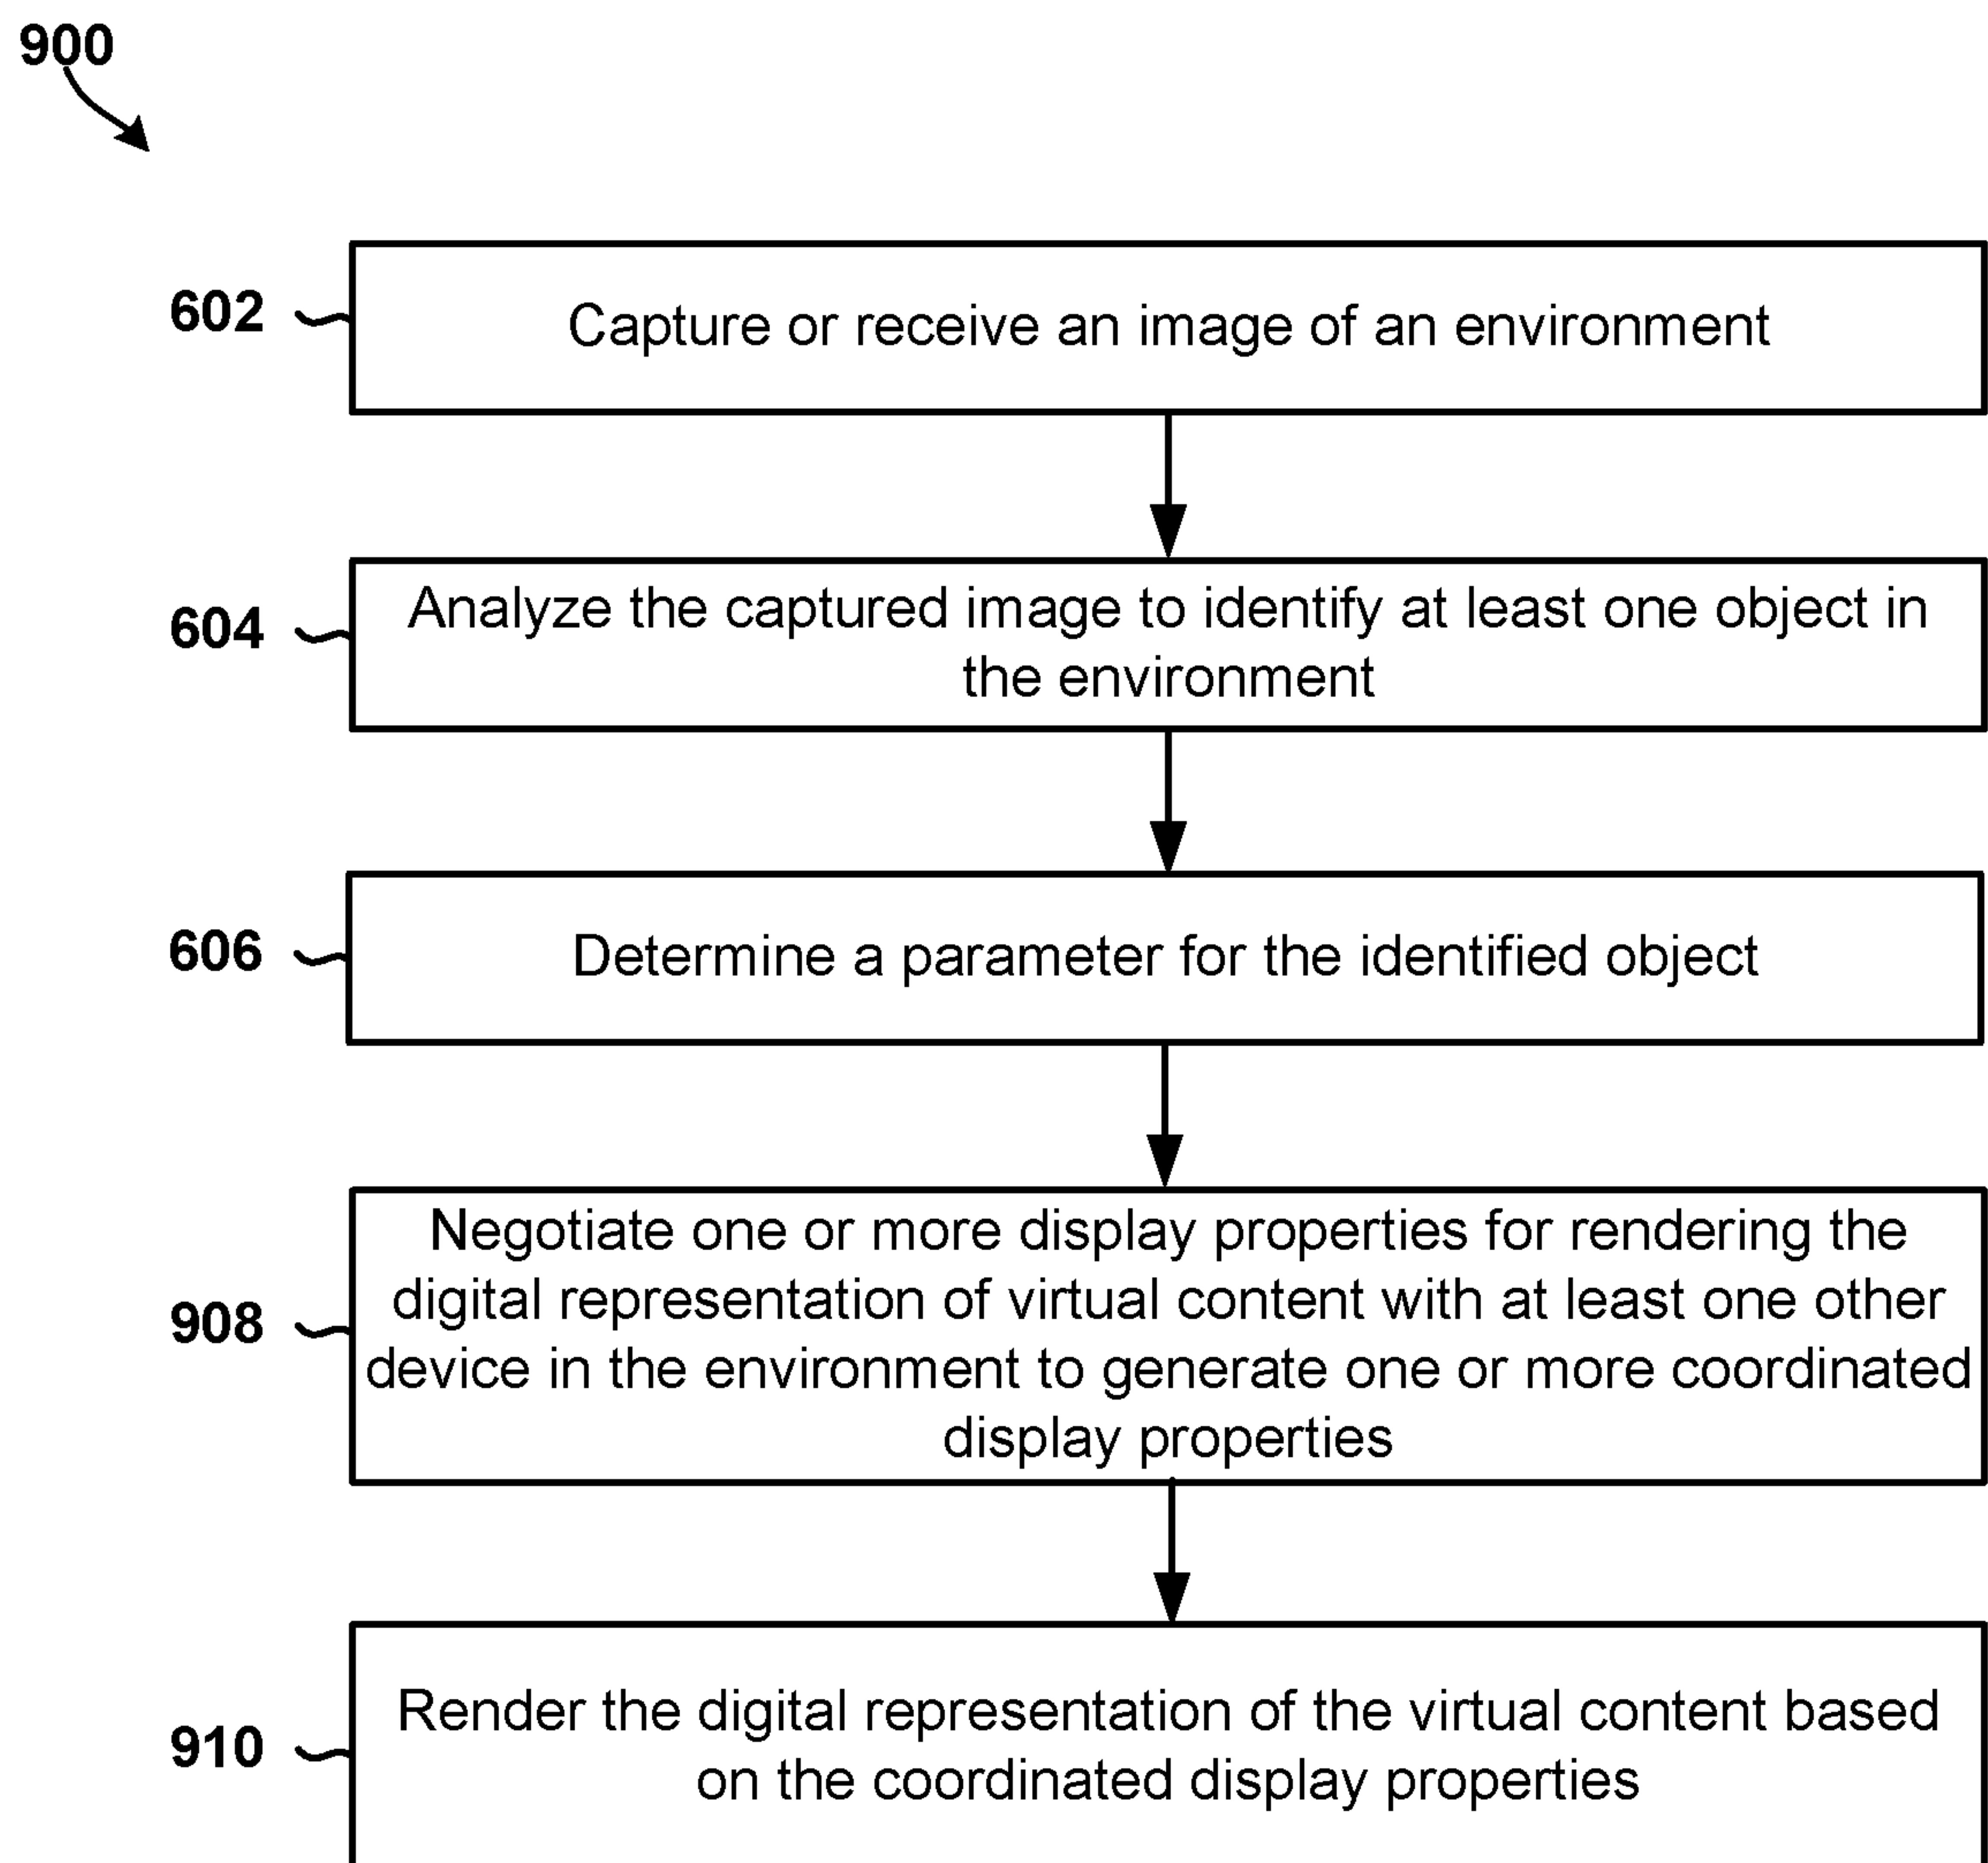 900
602
Capture or receive an image of an environment
604
Analyze the captured image to identify at least one object in
the environment
606
Determine a parameter for the identified object
908
Negotiate one or more display properties for rendering the
digital representation of virtual content with at least one other
device in the environment to generate one or more coordinated
display properties
910
Render the digital representation of the virtual content based
on the coordinated display properties